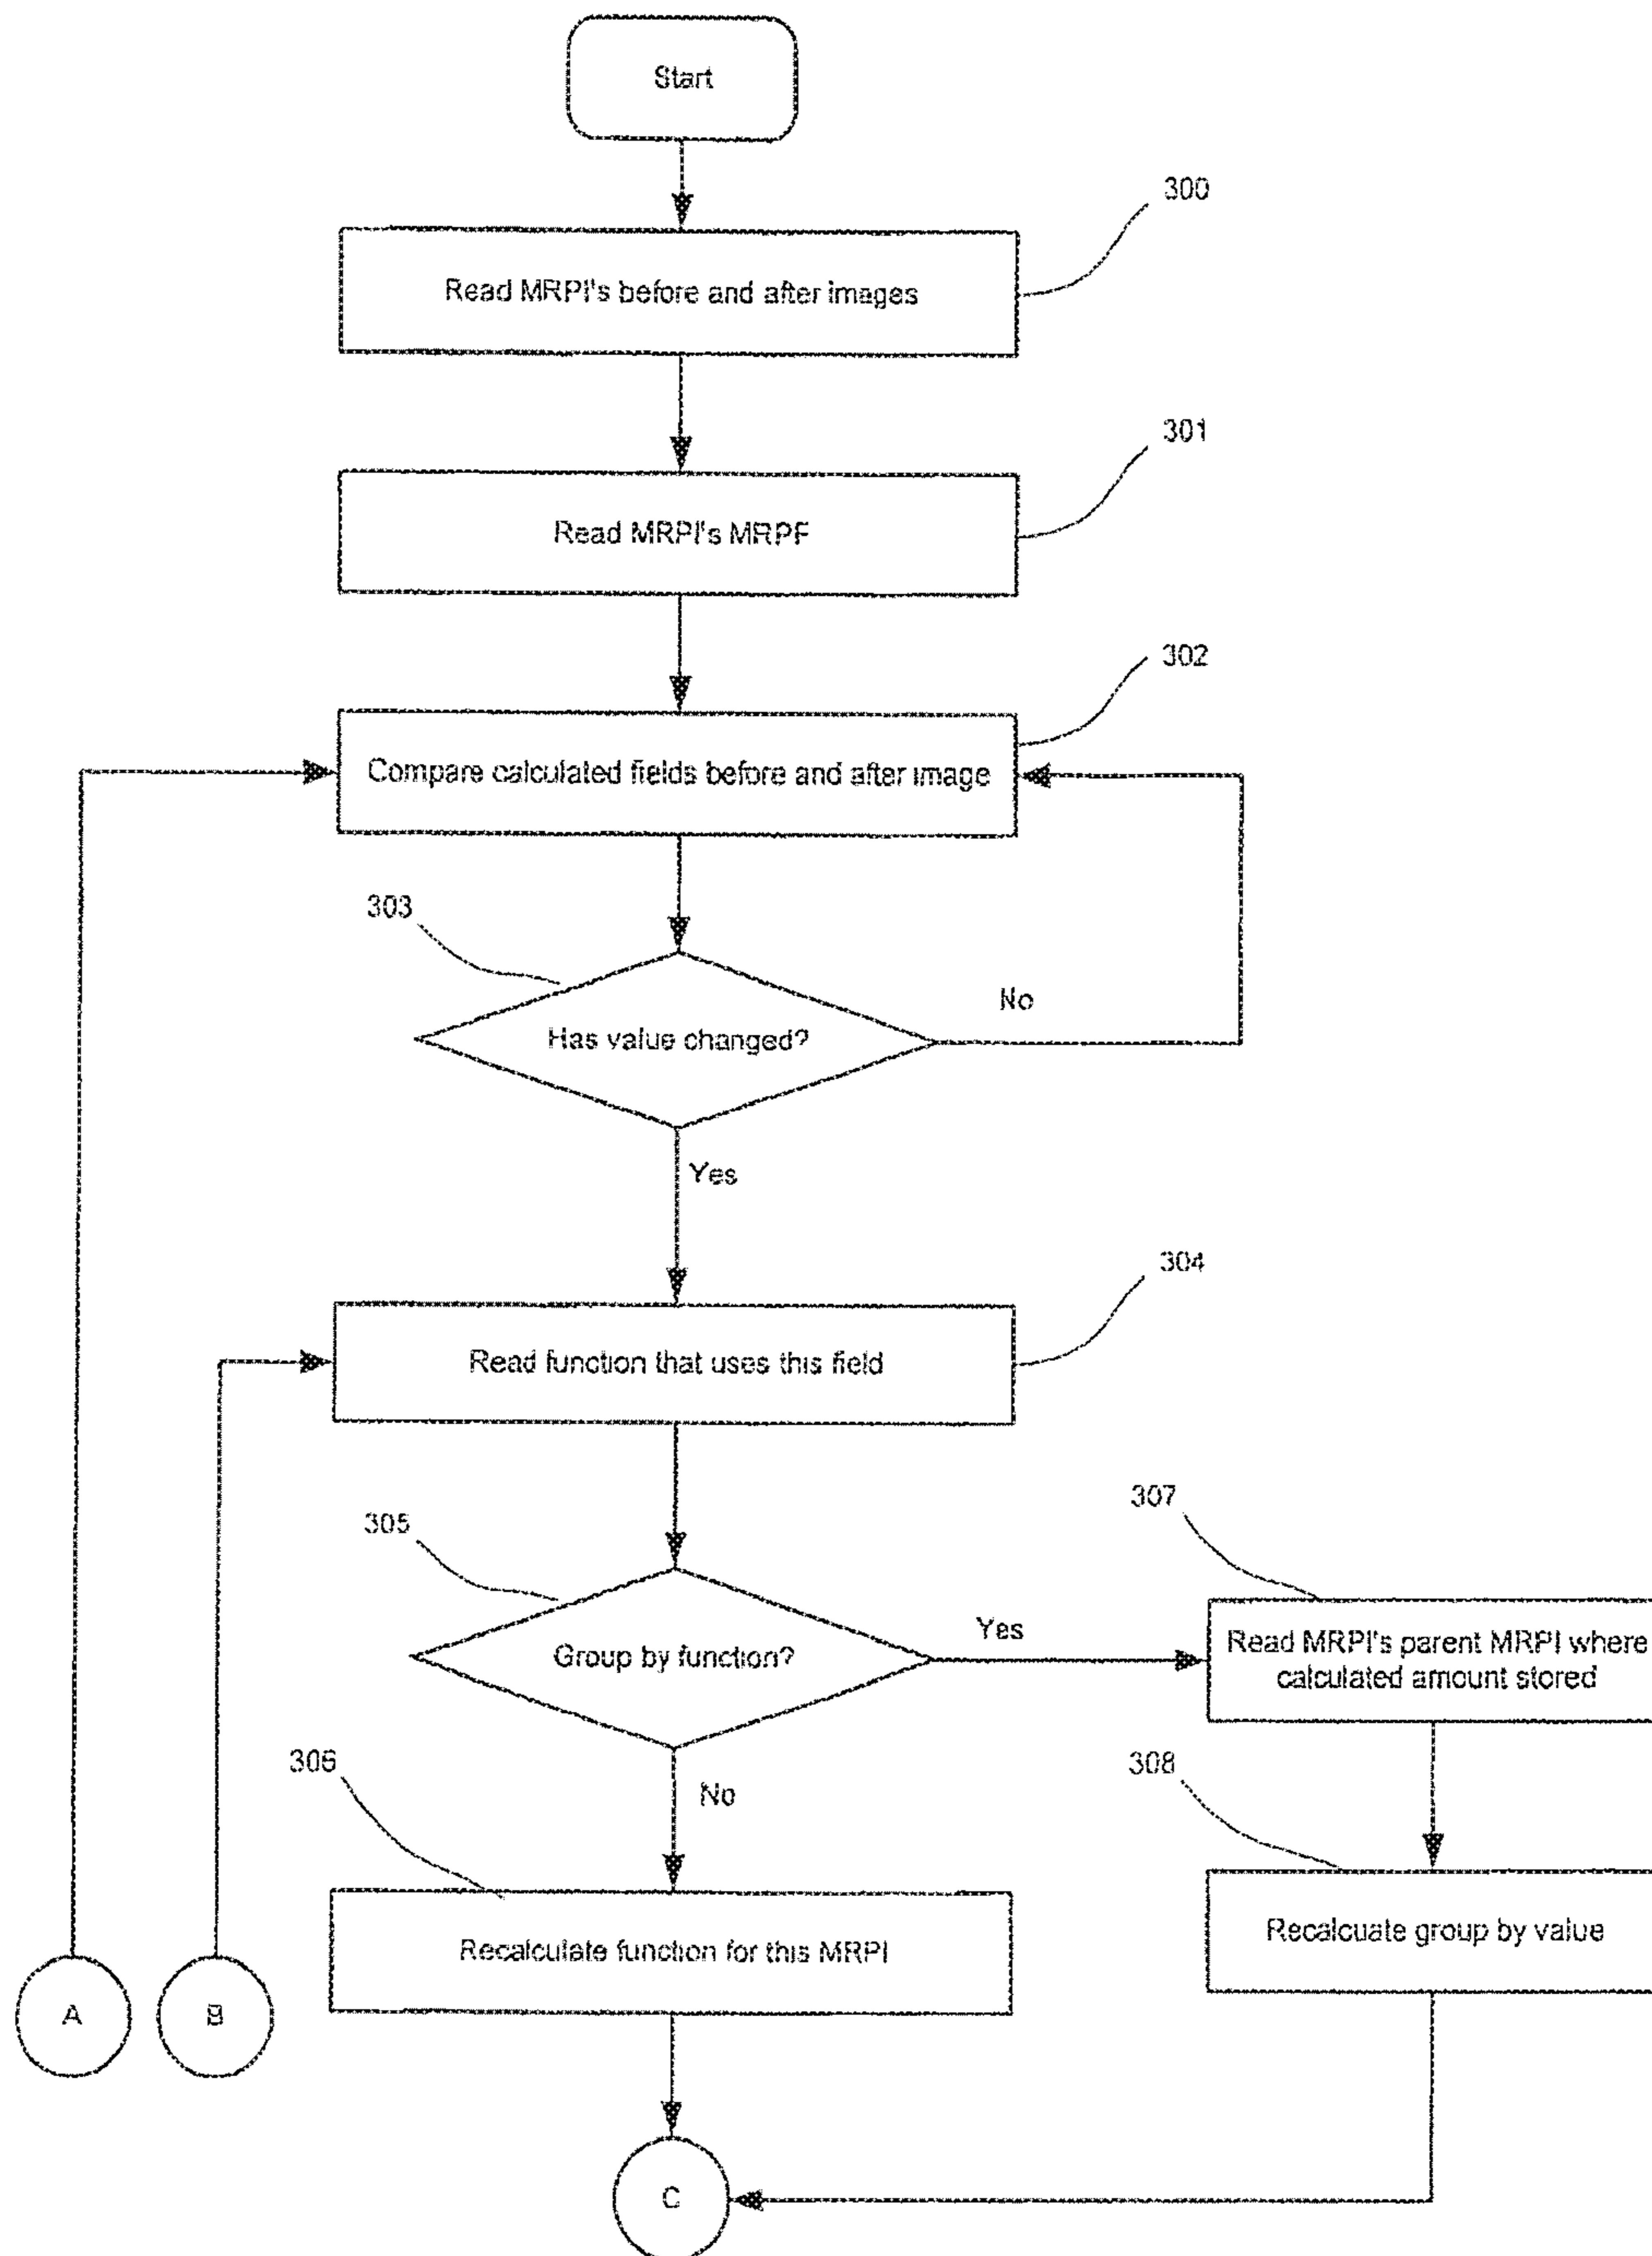 Start
300
Read MRPI's before and after images
301
Read MRPI's MRPF
302
Compare calculated fields before and after image
303
Has value changed?
No
Yes
304
Read function that uses this field
305
Group by function?
Yes
307
Read MRPI's parent MRPI where
calculated amount stored
No
306
Recalculate function for this MRPI
308
Recalcuate group by value
A
B
C